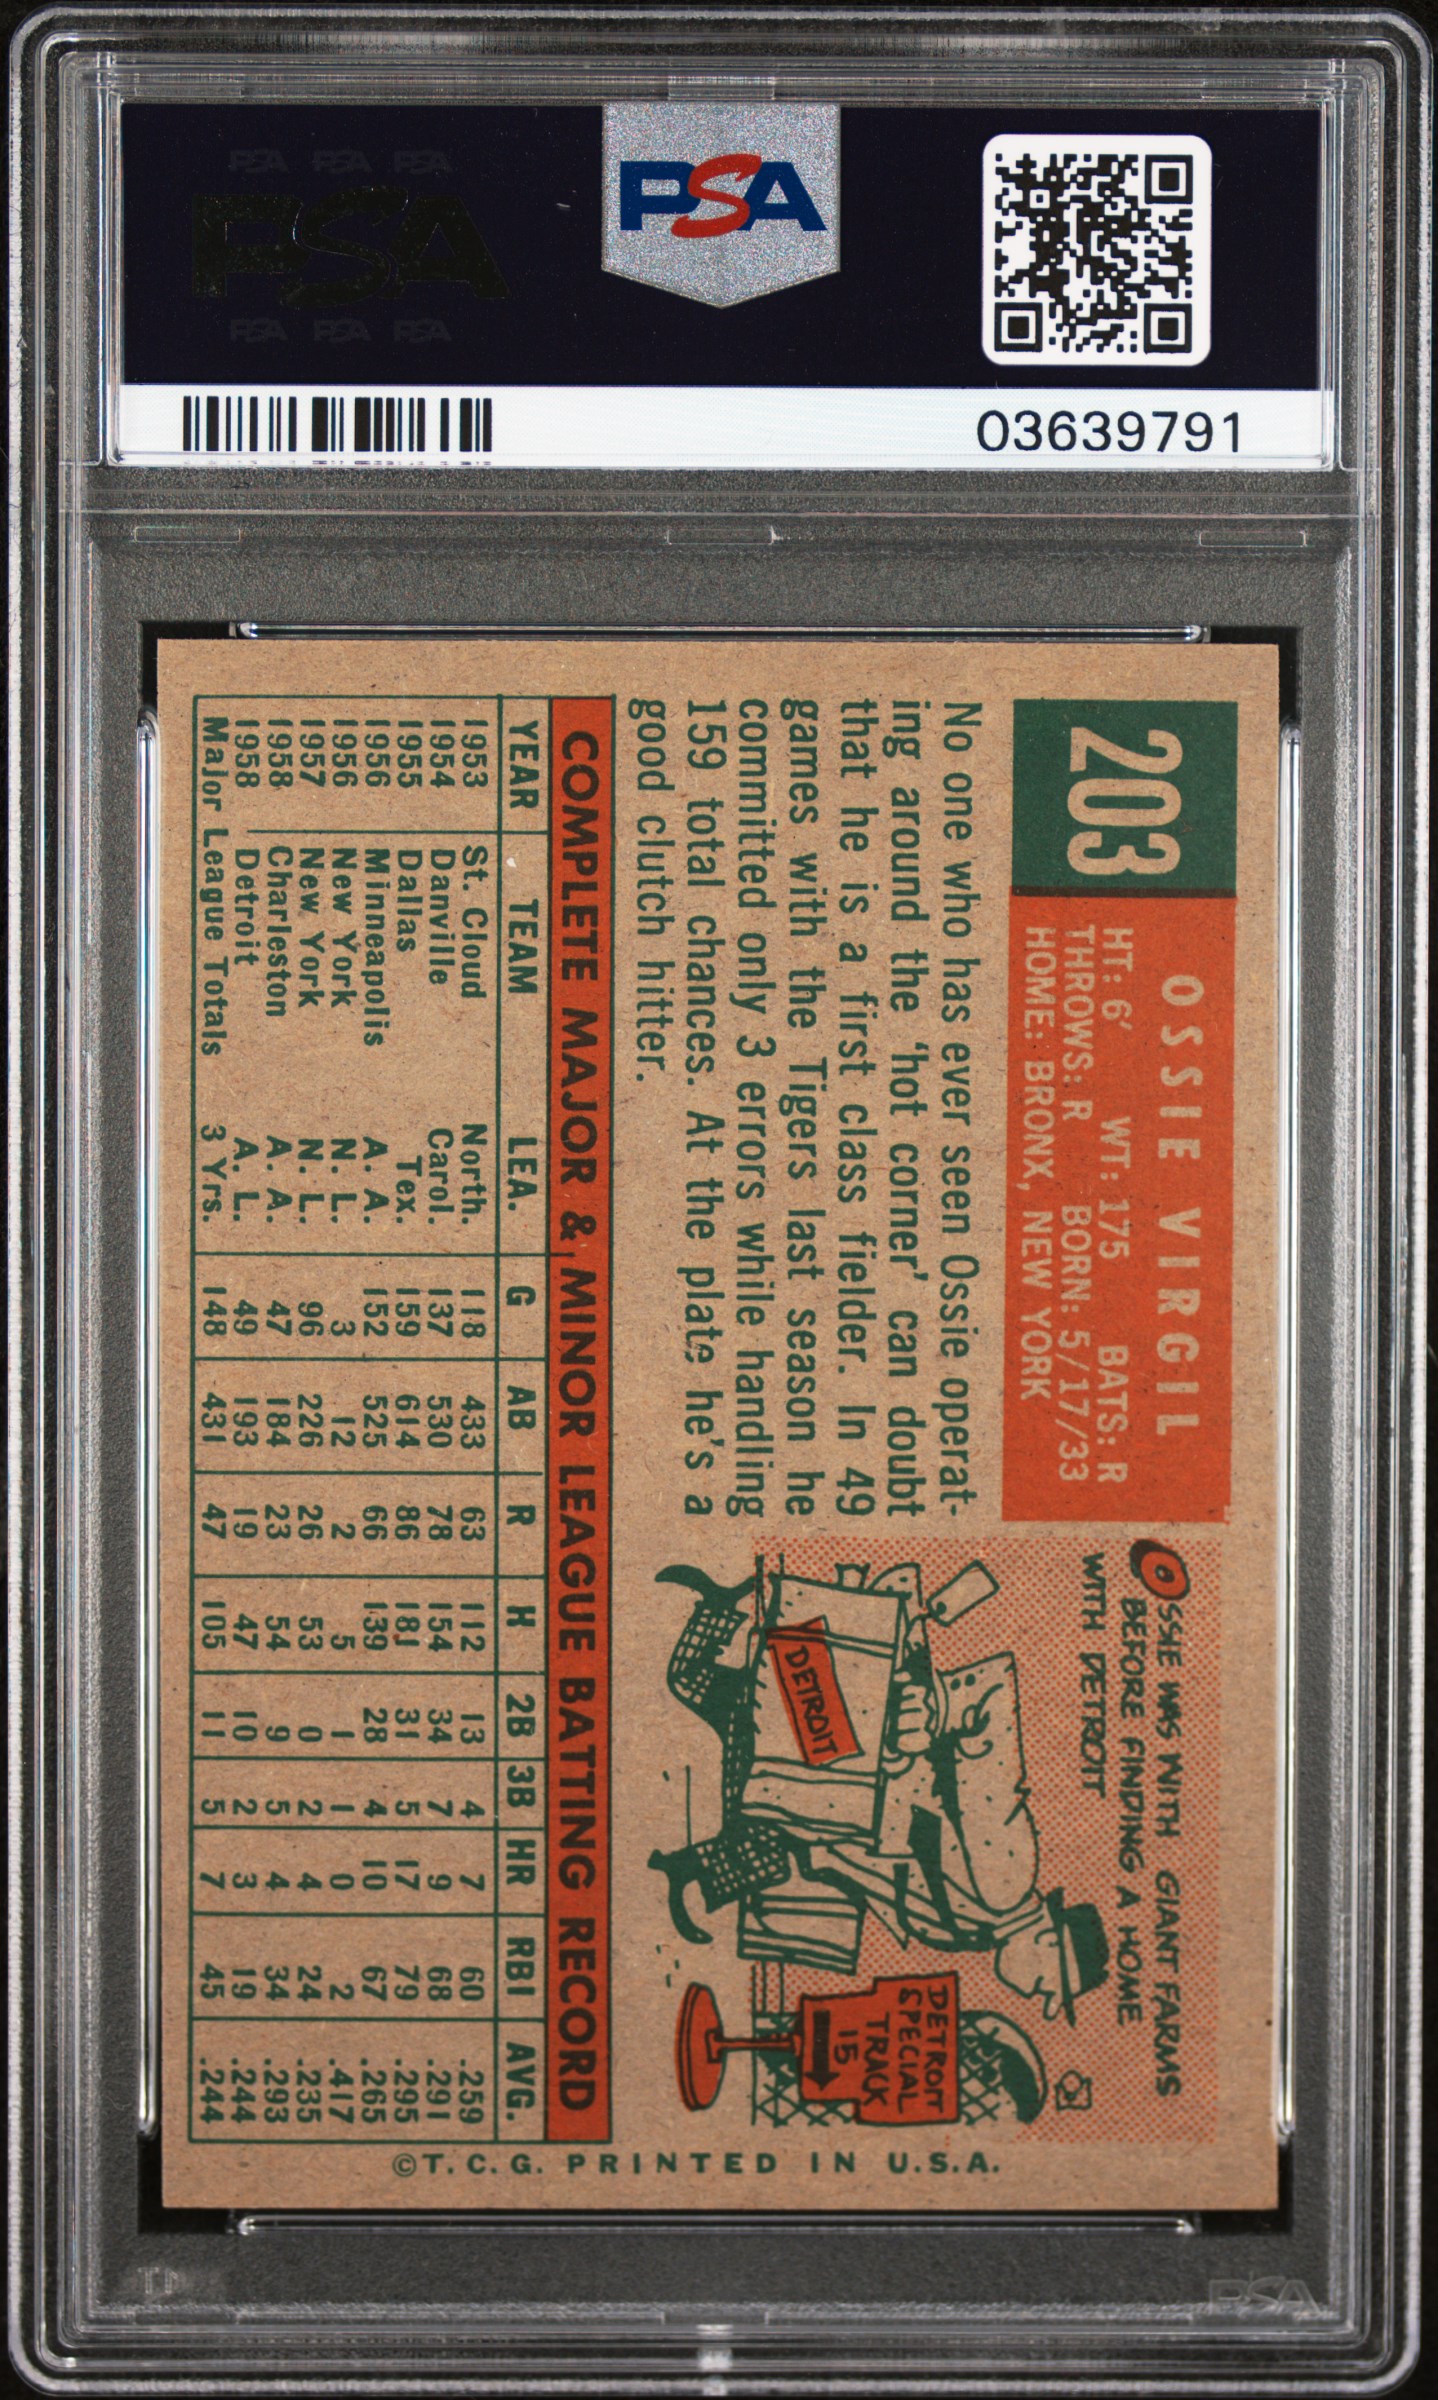 PSA PSA PSA
PSA
PSA PSA PSA
PSA
03639791
203
OSSIE VIRGIL
HT: 6' WT: 175 BATS: R
THROWS: R BORN: 5/17/33
HOME: BRONX, NEW YORK
No one who has ever seen Ossie operat-
ing around the 'hot corner' can doubt
that he is a first class fielder. In 49
games with the Tigers last season he
committed only 3 errors while handling
159 total chances. At the plate he's a
good clutch hitter.
OSSIE WAS WITH GIANT FARMS
BEFORE FINDING A HOME
WITH DETROIT
DETROIT
DETROIT
SPECIAL
TRACK
15
COMPLETE MAJOR & MINOR LEAGUE BATTING RECORD
YEAR TEAM LEA. G AB R H 2B 3B HR RBI AVG.
1953 St. Cloud North. 118 433 63 112 13 4 7 60 .259
1954 Danville Carol. 137 530 78 154 34 7 9 68 .291
1955 Dallas Tex. 159 614 86 181 31 5 17 79 .295
1956 Minneapolis A. A. 152 525 66 139 28 4 10 67 .265
1956 New York N. L. 3 12 2 5 1 1 0 2 .417
1957 New York N. L. 96 226 26 53 0 2 4 24 .235
1958 Charleston A. A. 47 184 23 54 9 5 4 34 .293
1958 Detroit A. L. 49 193 19 47 10 2 3 19 .244
Major League Totals 3 Yrs. 148 431 47 105 11 5 7 45 .244
©T.C.G. PRINTED IN U.S.A.
PSA